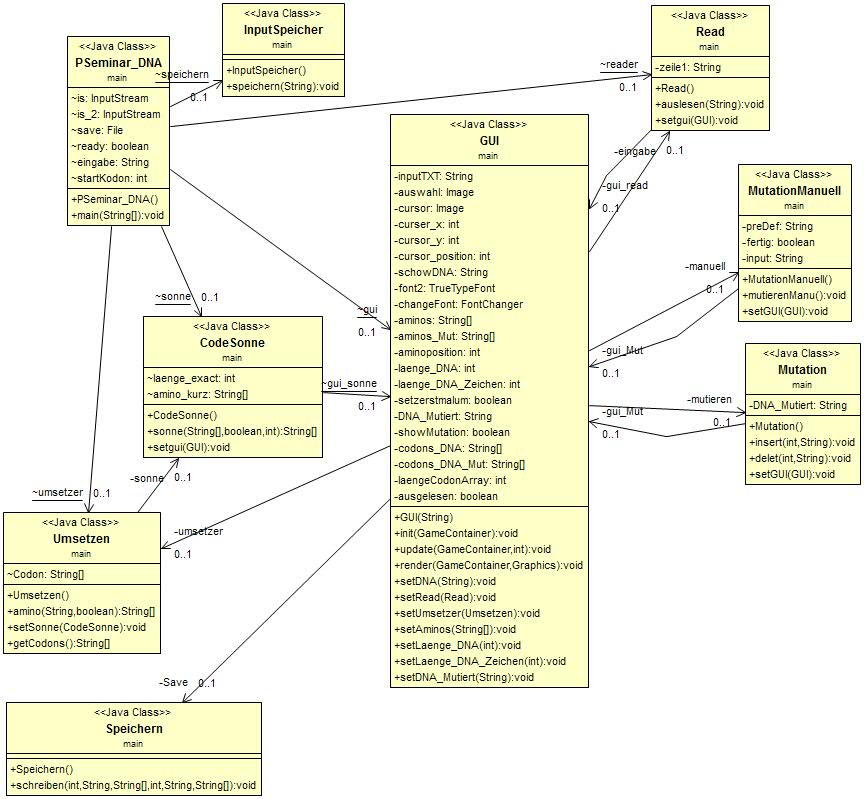 <<Java Class>>
InputSpeicher
main
+InputSpeicher()
+speichern(String):void
<<Java Class>>
Read
main
-zeile1: String
+Read()
+auslesen(String):void
+setgui(GUI):void
<<Java Class>>
PSeminar_DNA
main
~is: InputStream
~is_2: InputStream
~save: File
~ready: boolean
~eingabe: String
~startKodon: int
+PSeminar_DNA()
+main(String[]):void
~speichern
0..1
~reader
0..1
<<Java Class>>
GUI
main
-inputTXT: String
-auswahl: Image
-cursor: Image
-curser_x: int
-cursor_y: int
-cursor_position: int
-schowDNA: String
-font2: TrueTypeFont
-changeFont: FontChanger
-aminos: String[]
-aminos_Mut: String[]
-aminoposition: int
-laenge_DNA: int
-laenge_DNA_Zeichen: int
-setzerstmalum: boolean
-DNA_Mutiert: String
-showMutation: boolean
-codons_DNA: String[]
-codons_DNA_Mut: String[]
-laengeCodonArray: int
-ausgelesen: boolean
+GUI(String)
+init(GameContainer):void
+update(GameContainer,int):void
+render(GameContainer,Graphics):void
+setDNA(String):void
+setRead(Read):void
+setUmsetzer(Umsetzen):void
+setAminos(String[]):void
+setLaenge_DNA(int):void
+setLaenge_DNA_Zeichen(int):void
+setDNA_Mutiert(String):void
-eingabe
0..1
-gui_read
0..1
<<Java Class>>
MutationManuell
main
-preDef: String
-fertig: boolean
-input: String
+MutationManuell()
+mutierenManu():void
+setGUI(GUI):void
-manuell
0..1
-gui_Mut
0..1
<<Java Class>>
Mutation
main
-DNA_Mutiert: String
+Mutation()
+insert(int,String):void
+delet(int,String):void
+setGUI(GUI):void
-mutieren
0..1
-gui_Mut
0..1
~sonne
0..1
~gui
0..1
<<Java Class>>
CodeSonne
main
~laenge_exact: int
~amino_kurz: String[]
+CodeSonne()
+sonne(String[],boolean,int):String[]
+setgui(GUI):void
~gui_sonne
0..1
~umsetzer
0..1
-sonne
0..1
-umsetzer
0..1
<<Java Class>>
Umsetzen
main
~Codon: String[]
+Umsetzen()
+amino(String,boolean):String[]
+setSonne(CodeSonne):void
+getCodons():String[]
-Save
0..1
<<Java Class>>
Speichern
main
+Speichern()
+schreiben(int,String,String[],int,String,String[]):void